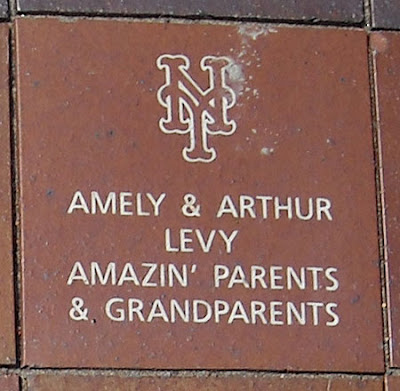 NY
AMELY & ARTHUR
LEVY
AMAZIN' PARENTS
& GRANDPARENTS